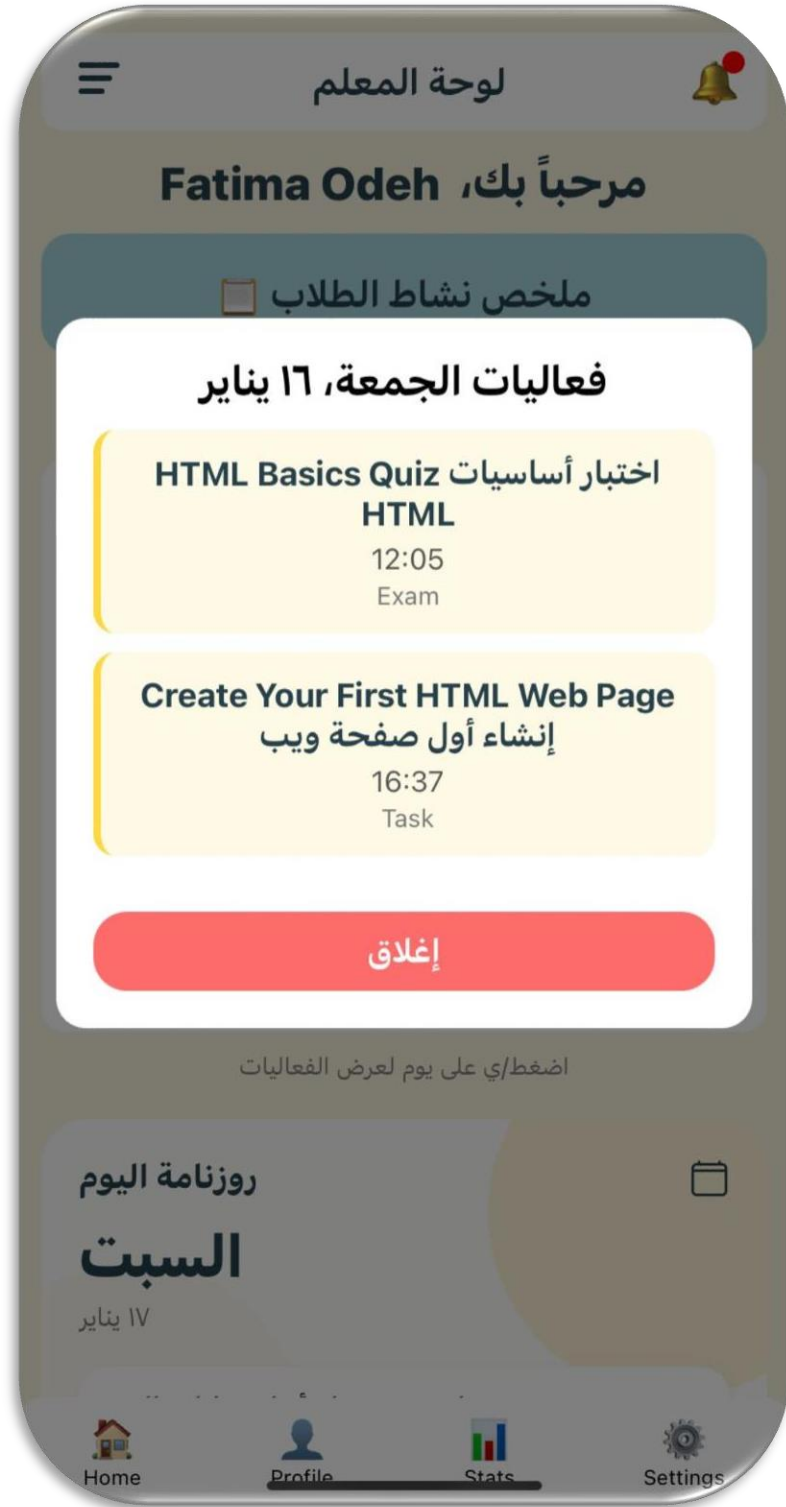 لوحة المعلم
مرحباً بك، Fatima Odeh
ملخص نشاط الطلاب
فعاليات الجمعة، ١٦ يناير
HTML Basics Quiz اختبار أساسيات
HTML
12:05
Exam
Create Your First HTML Web Page
إنشاء أول صفحة ويب
16:37
Task
إغلاق
اضغط/ي على يوم لعرض الفعاليات
روزنامة اليوم
السبت
١٧ يناير
Home
Profile
Stats
Settings